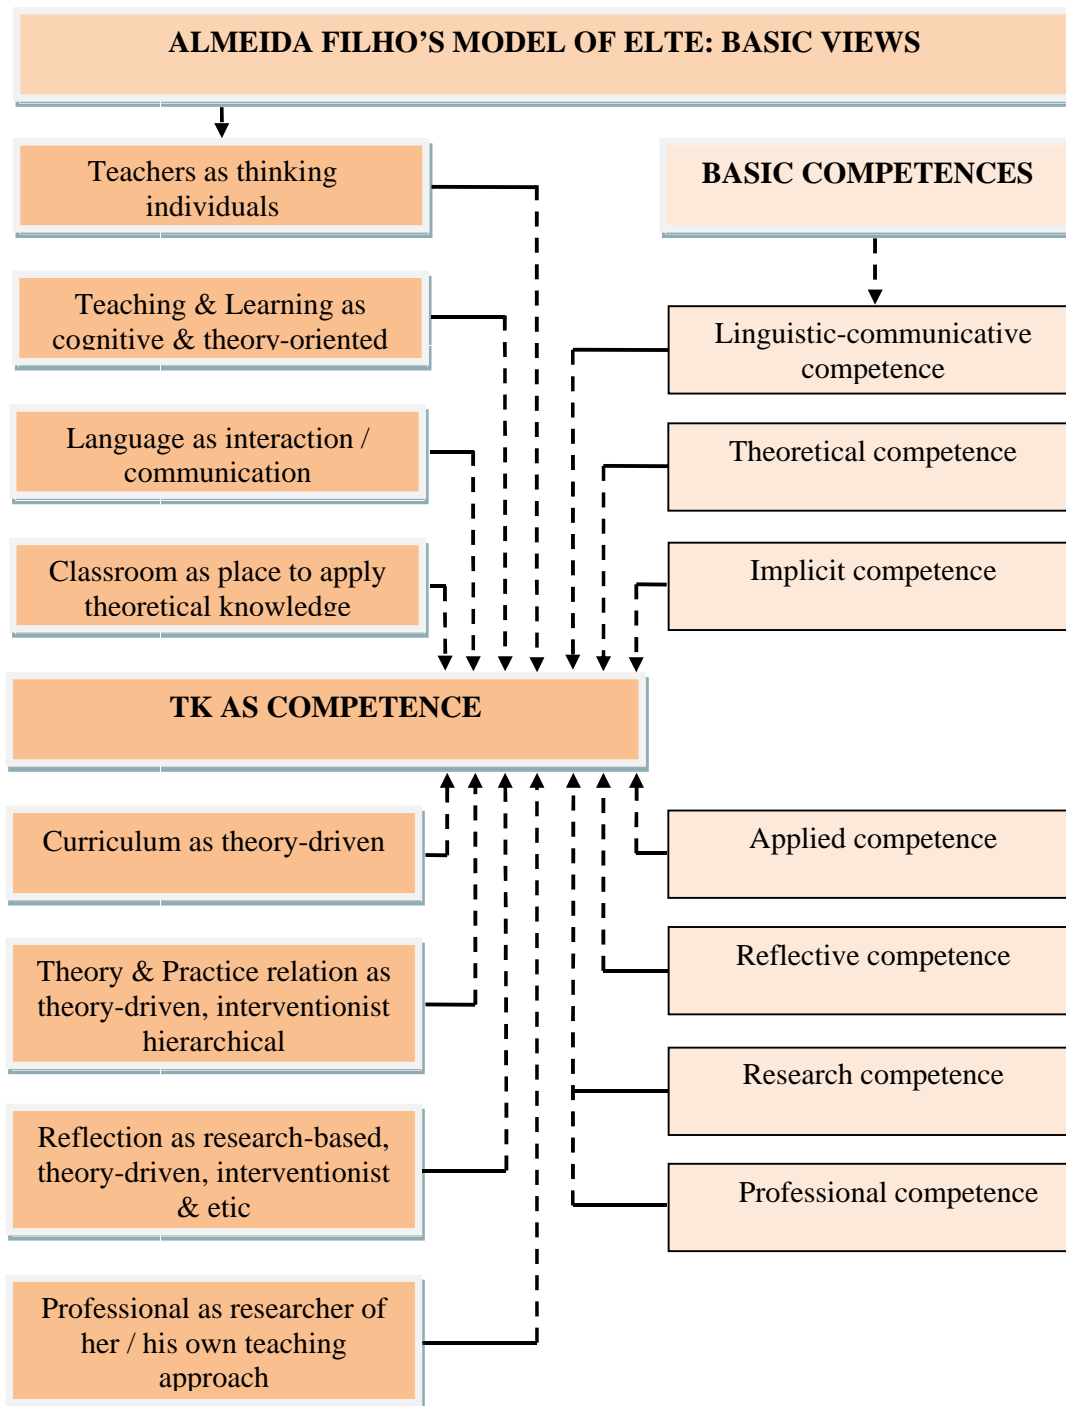 ALMEIDA FILHO'S MODEL OF ELTE: BASIC VIEWS
Teachers as thinking
individuals
Teaching & Learning as
cognitive & theory-oriented
Language as interaction /
communication
Classroom as place to apply
theoretical knowledge
BASIC COMPETENCES
Linguistic-communicative
competence
Theoretical competence
Implicit competence
TK AS COMPETENCE
Curriculum as theory-driven
Theory & Practice relation as
theory-driven, interventionist
hierarchical
Reflection as research-based,
theory-driven, interventionist
& etic
Professional as researcher of
her / his own teaching
approach
Applied competence
Reflective competence
Research competence
Professional competence